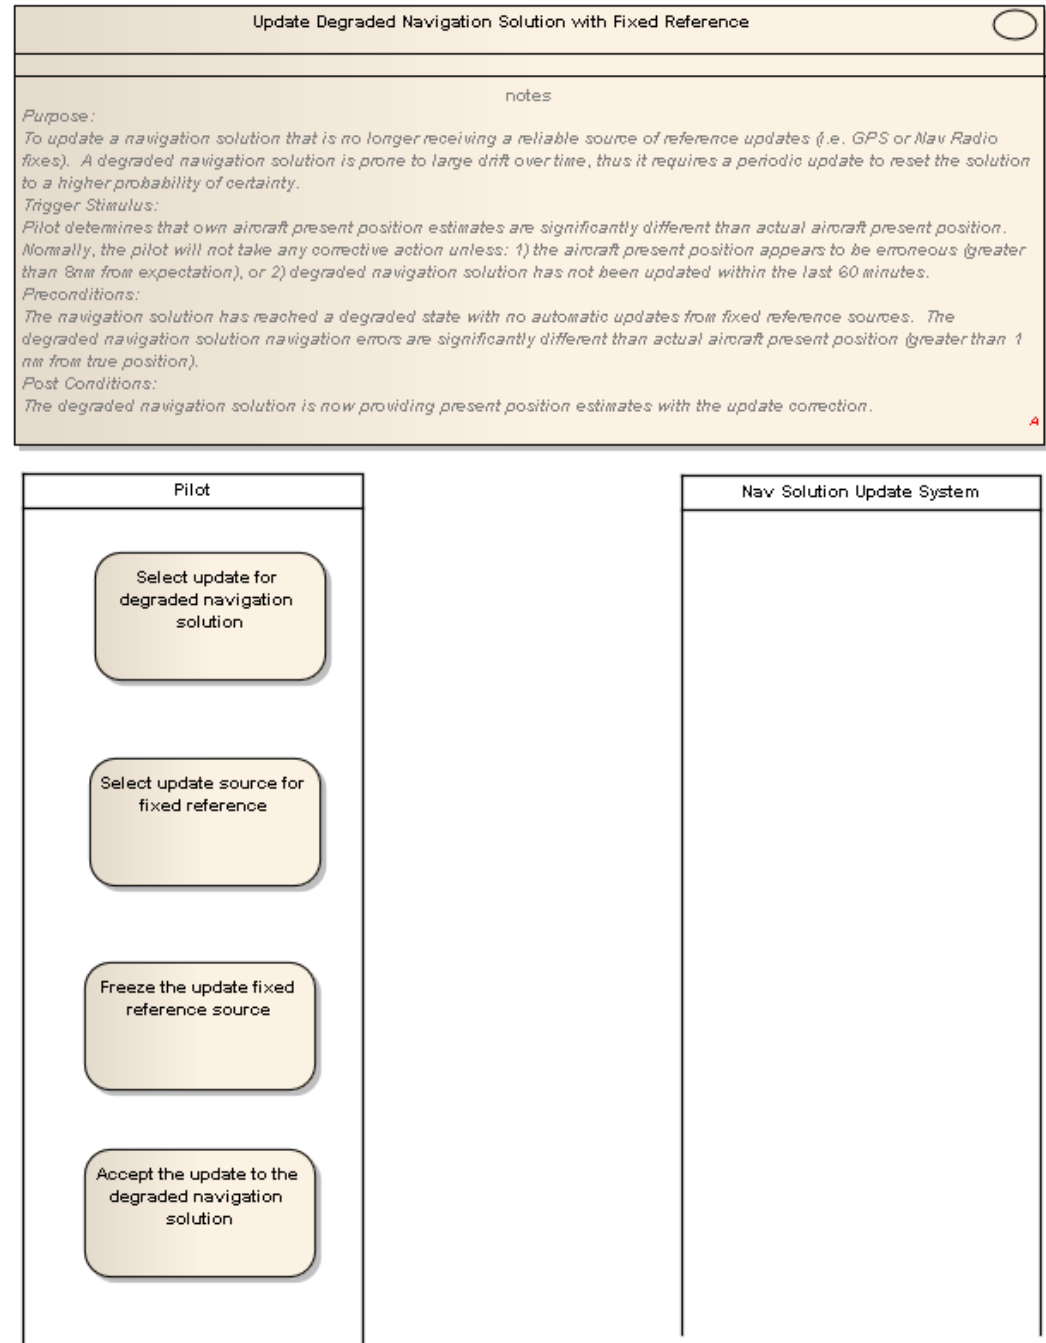 Update Degraded Navigation Solution with Fixed Reference
notes
Purpose:
To update a navigation solution that is no longer receiving a reliable source of reference updates (i.e. GPS or Nav Radio
fixes).  A degraded navigation solution is prone to large drift over time, thus it requires a periodic update to reset the solution
to a higher probability of certainty.
Trigger Stimulus:
Pilot determines that own aircraft present position estimates are significantly different than actual aircraft present position.
Normally, the pilot will not take any corrective action unless: 1) the aircraft present position appears to be erroneous (greater
than 8nm from expectation), or 2) degraded navigation solution has not been updated within the last 60 minutes.
Preconditions:
The navigation solution has reached a degraded state with no automatic updates from fixed reference sources.  The
degraded navigation solution navigation errors are significantly different than actual aircraft present position (greater than 1
nm from true position).
Post Conditions:
The degraded navigation solution is now providing present position estimates with the update correction.
A
Pilot
Nav Solution Update System
Select update for
degraded navigation
solution
Select update source for
fixed reference
Freeze the update fixed
reference source
Accept the update to the
degraded navigation
solution